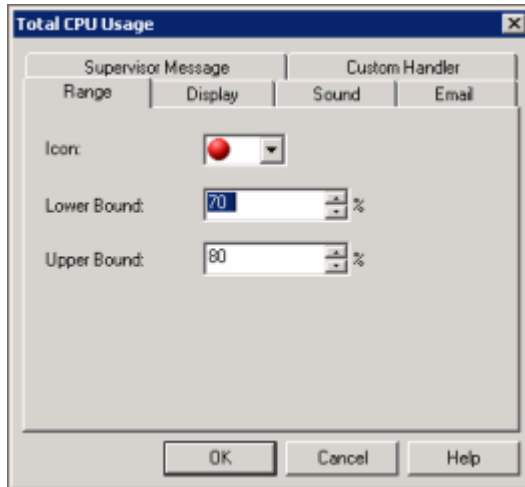 Total CPU Usage
Supervisor Message Custom Handler
Range Display Sound Email
Icon:
Lower Bound: 70 %
Upper Bound: 80 %
OK Cancel Help